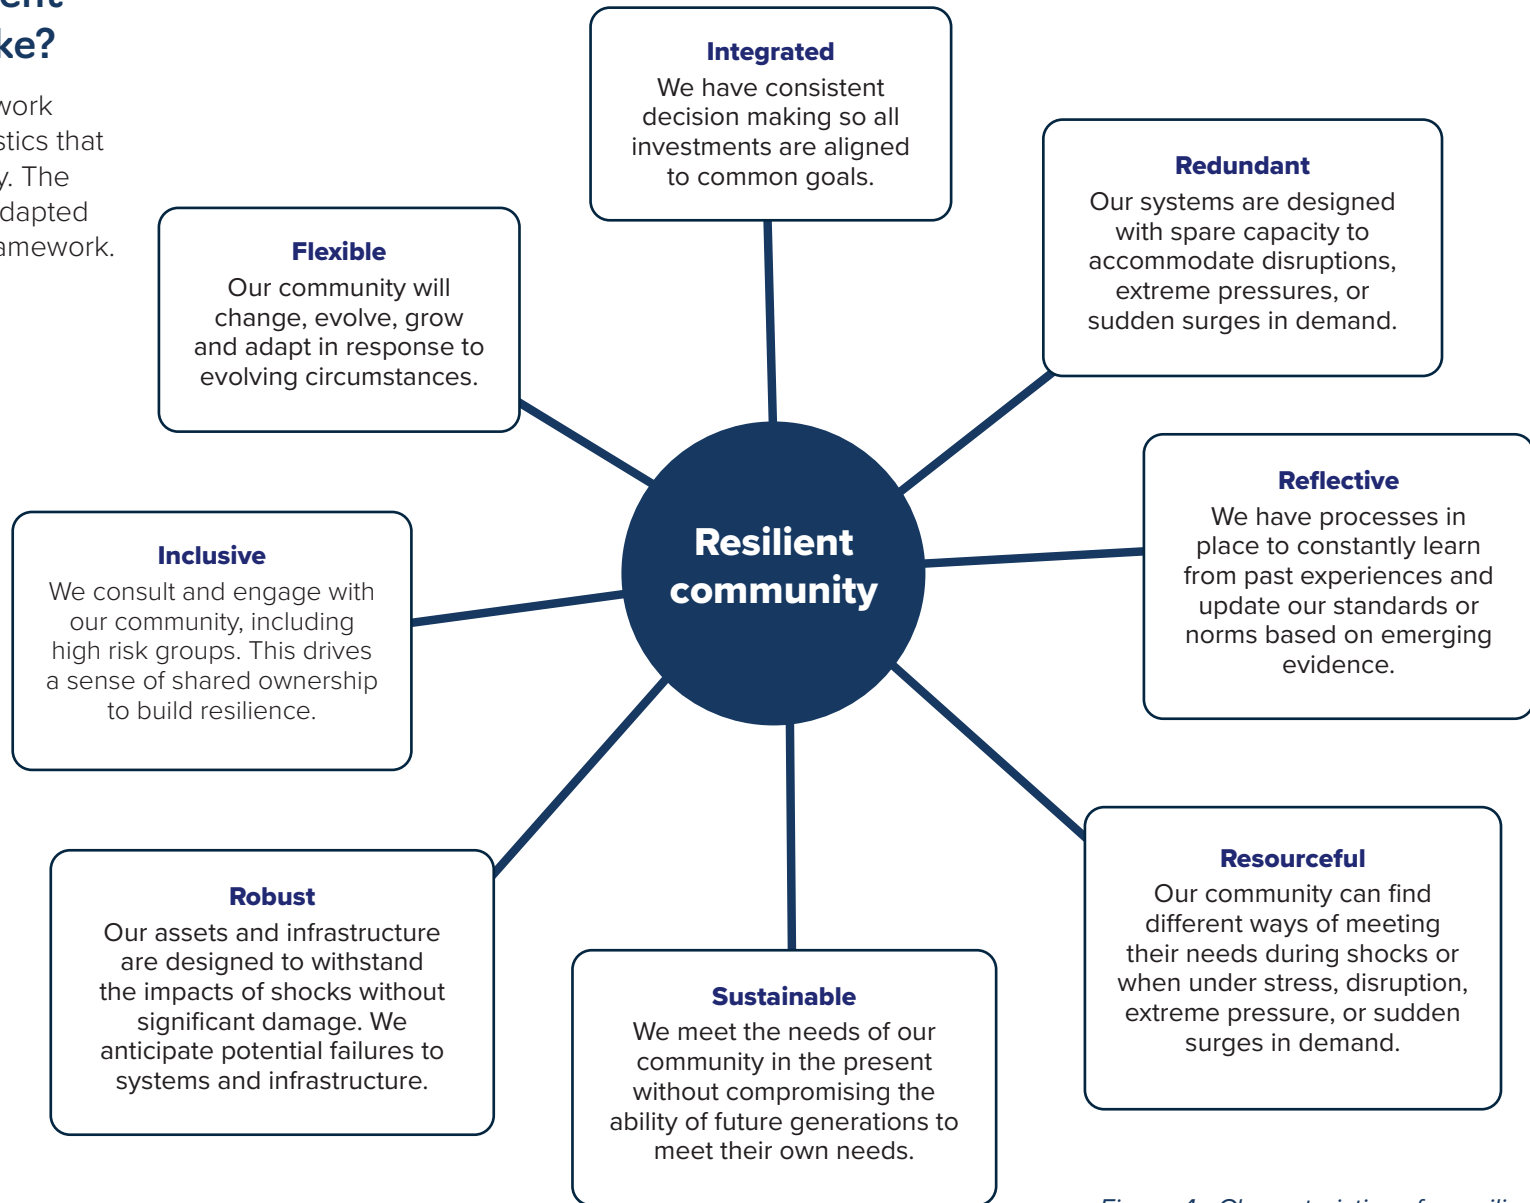 ke?
work
that
The
Integrated
We have consistent
decision making so all
investments are aligned
to common goals.
Redundant
Our systems are designed
with spare capacity to
accommodate disruptions,
extreme pressures, or
sudden surges in demand.
Flexible
Our community will
change, evolve, grow
and adapt in response to
evolving circumstances.
Reflective
We have processes in
place to constantly learn
from past experiences and
update our standards or
norms based on emerging
evidence.
Resilient
community
Inclusive
We consult and engage with
our community, including
high risk groups. This drives
a sense of shared ownership
to build resilience.
Resourceful
Our community can find
different ways of meeting
their needs during shocks or
when under stress, disruption,
extreme pressure, or sudden
surges in demand.
Robust
Our assets and infrastructure
are designed to withstand
the impacts of shocks without
significant damage. We
anticipate potential failures to
systems and infrastructure.
Sustainable
We meet the needs of our
community in the present
without compromising the
ability of future generations to
meet their own needs.